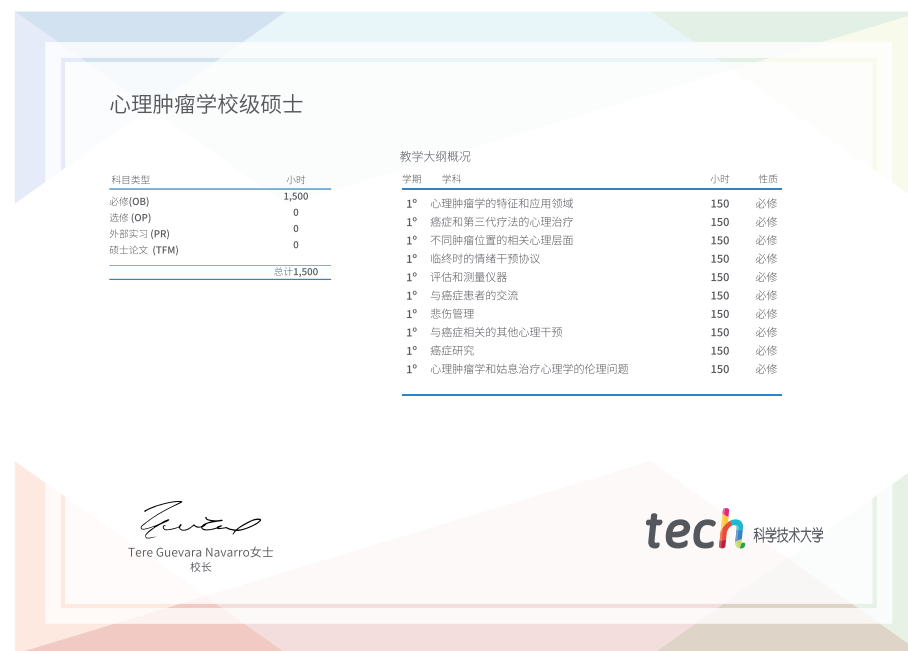 心理肿瘤学校级硕士
科目类型 小时
必修(OB) 1,500
选修 (OP) 0
外部实习 (PR) 0
硕士论文 (TFM) 0
总计1,500
教学大纲概况
学期 学科 小时 性质
1º 心理肿瘤学的特征和应用领域 150 必修
1º 癌症和第三代疗法的心理治疗 150 必修
1º 不同肿瘤位置的相关心理层面 150 必修
1º 临终时的情绪干预协议 150 必修
1º 评估和测量仪器 150 必修
1º 与癌症患者的交流 150 必修
1º 悲伤管理 150 必修
1º 与癌症相关的其他心理干预 150 必修
1º 癌症研究 150 必修
1º 心理肿瘤学和姑息治疗心理学的伦理问题 150 必修
Tere Guevara Navarro女士
校长
tech 科学技术大学